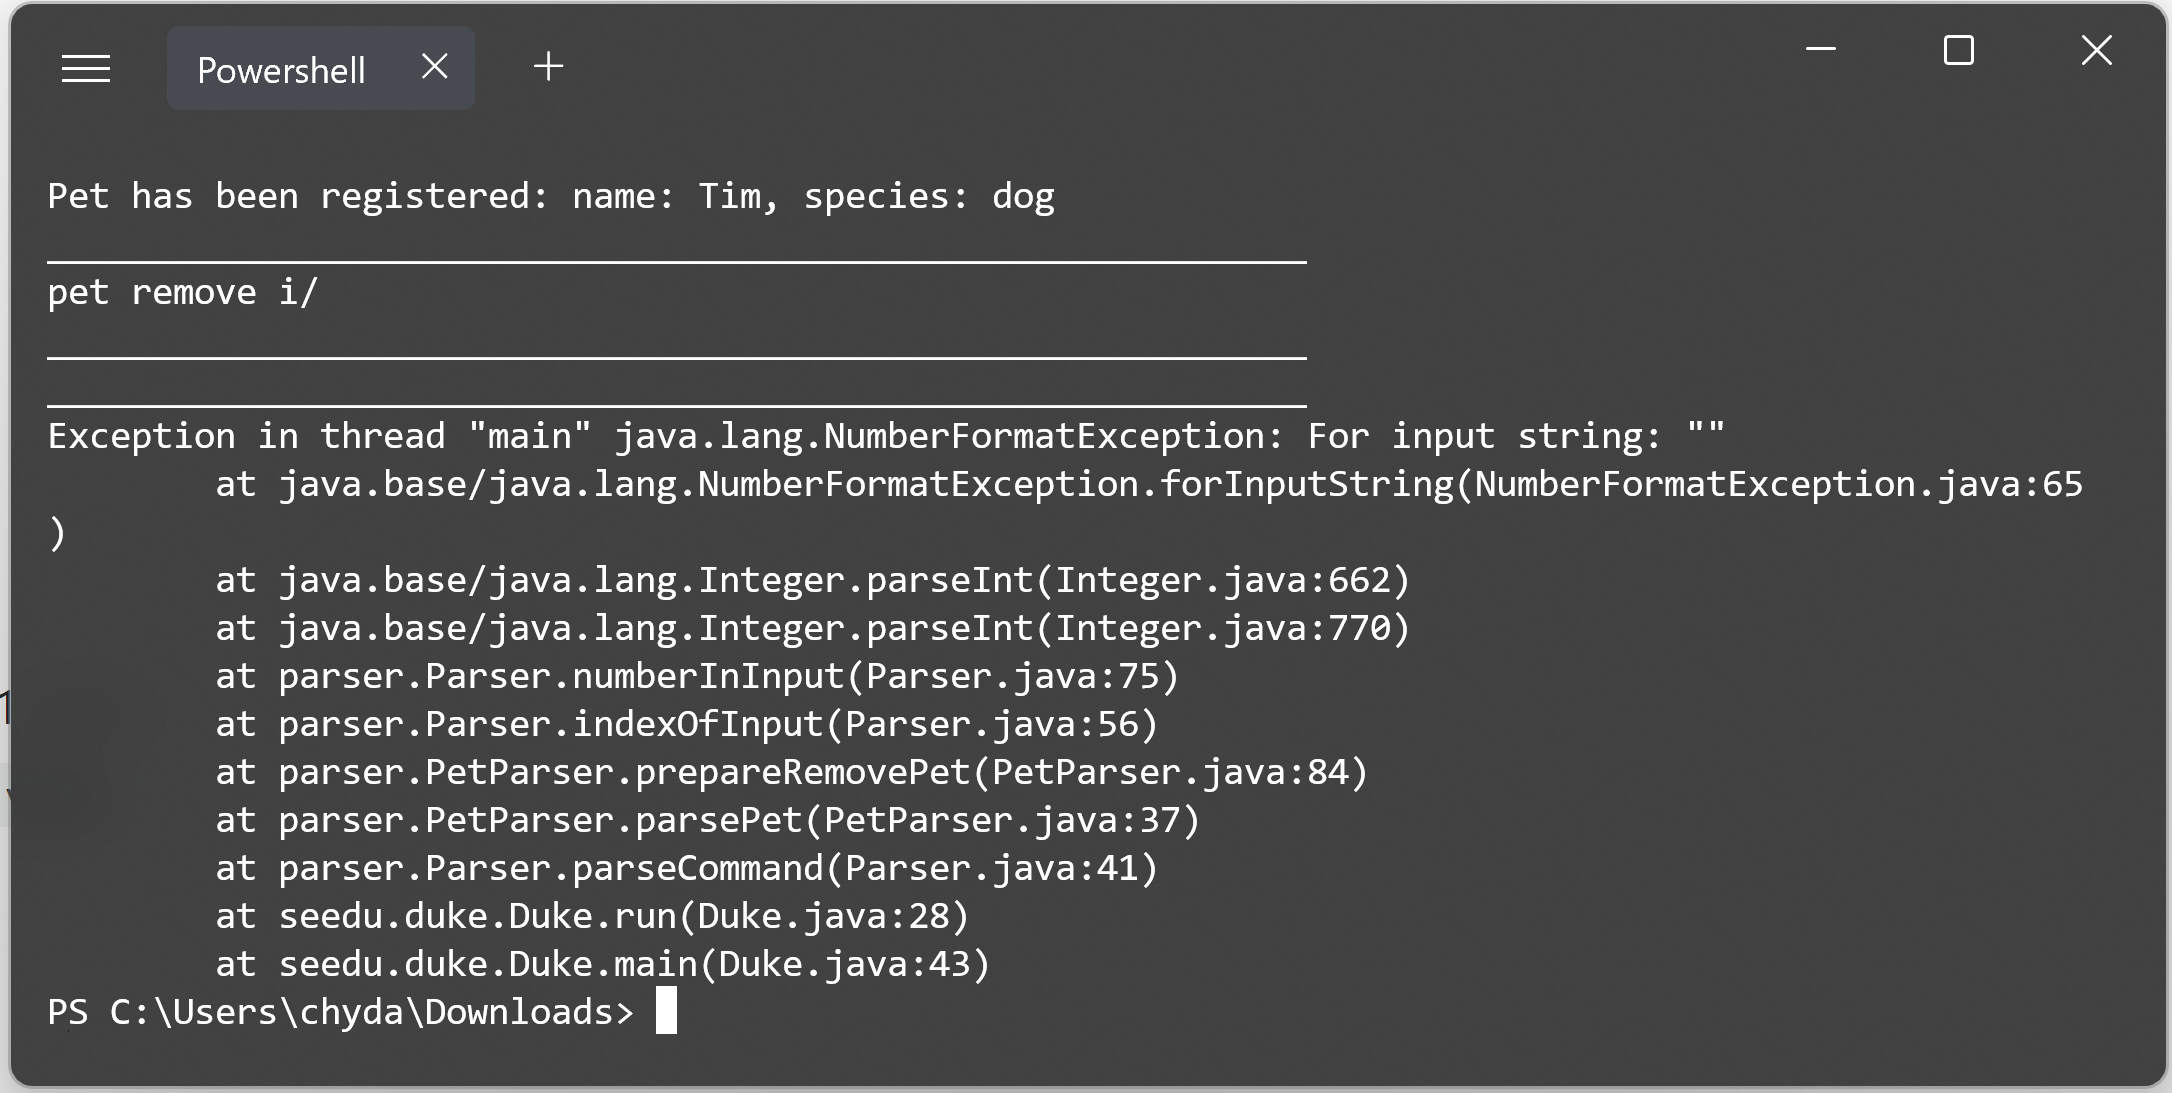 Powershell
Pet has been registered: name: Tim, species: dog
pet remove i/
Exception in thread "main" java.lang.NumberFormatException: For input string: ""
at java.base/java.lang.NumberFormatException.forInputString(NumberFormatException.java:65
)
at java.base/java.lang.Integer.parseInt(Integer.java:662)
at java.base/java.lang.Integer.parseInt(Integer.java:770)
at parser.Parser.numberInInput(Parser.java:75)
at parser.Parser.indexOfInput(Parser.java:56)
at parser.PetParser.prepareRemovePet(PetParser.java:84)
at parser.PetParser.parsePet(PetParser.java:37)
at parser.Parser.parseCommand(Parser.java:41)
at seedu.duke.Duke.run(Duke.java:28)
at seedu.duke.Duke.main(Duke.java:43)
PS C:\Users\chyda\Downloads>